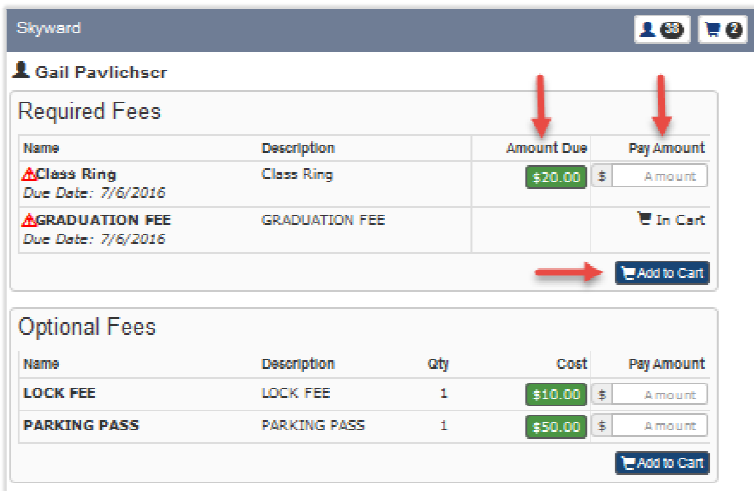 Skyward 38 2
Gail Pavlichscr
Required Fees
Name Description Amount Due Pay Amount
Class Ring Class Ring $20.00 $ Amount
Due Date: 7/6/2016
GRADUATION FEE GRADUATION FEE In Cart
Due Date: 7/6/2016
Add to Cart
Optional Fees
Name Description Qty Cost Pay Amount
LOCK FEE LOCK FEE 1 $10.00 $ Amount
PARKING PASS PARKING PASS 1 $50.00 $ Amount
Add to Cart